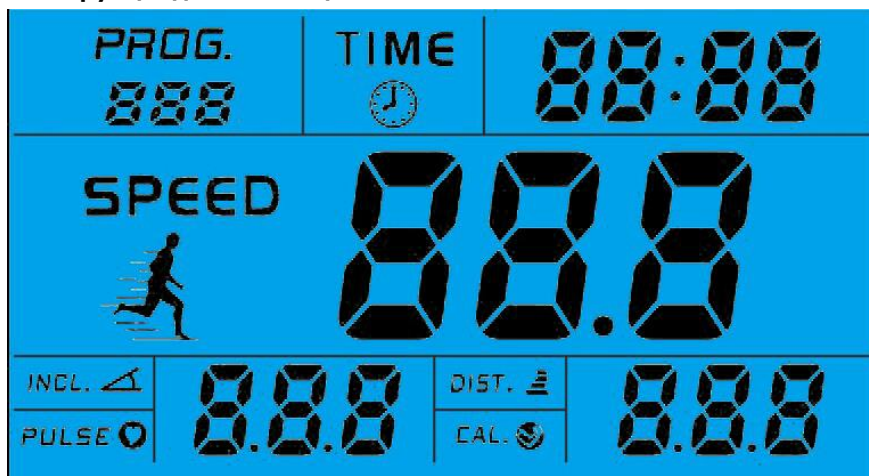 PROG. TIME 88:88
888
SPEED 88.8
INCL. 8.8.8 DIST. 8.8.8
PULSE CAL.